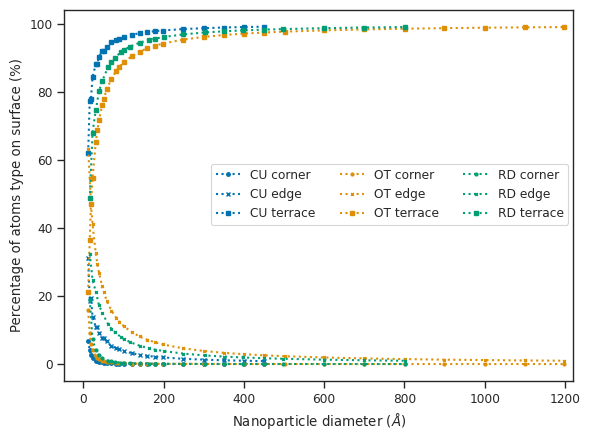 Percentage of atoms type on surface (%)
100
80
60
40
20
0
CU corner
CU edge
CU terrace
OT corner
OT edge
OT terrace
RD corner
RD edge
RD terrace
0 200 400 600 800 1000 1200
Nanoparticle diameter (Å)